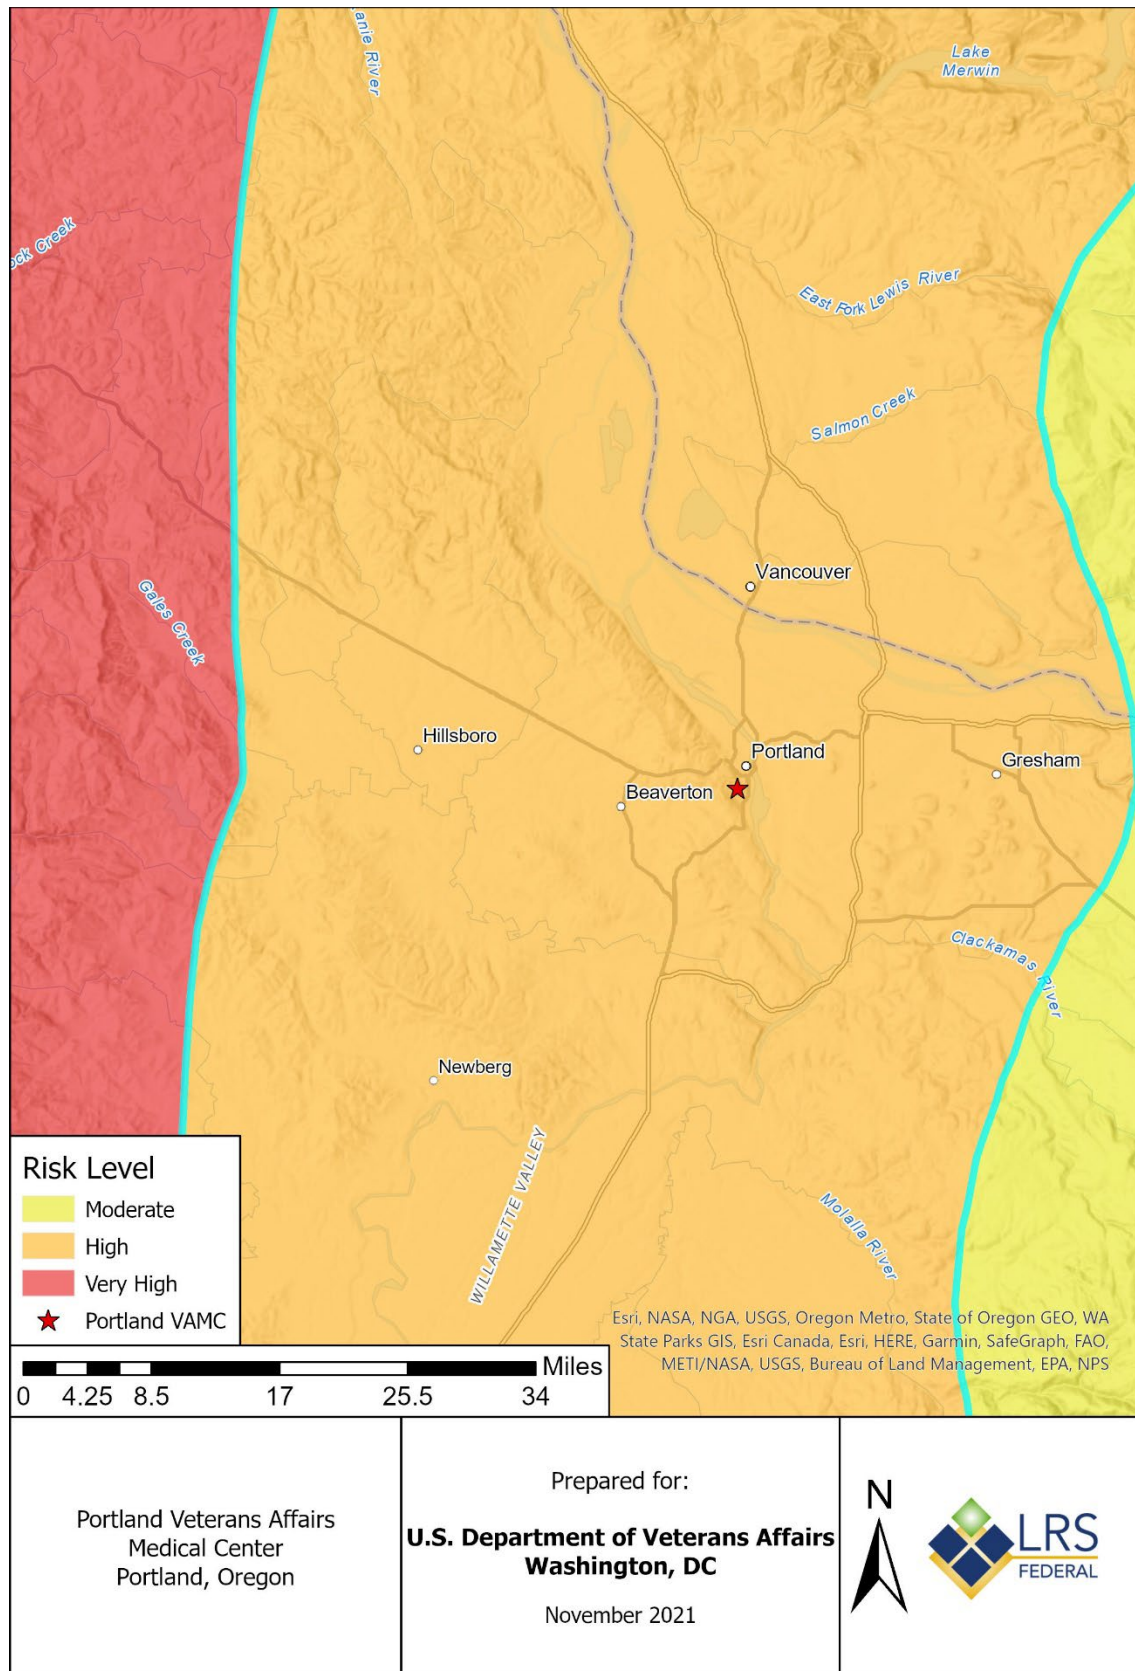 anie River
Lake
Merwin
ock Creek
East Fork Lewis River
Salmon Creek
Vancouver
Gales Creek
Hillsboro
Portland
Gresham
Beaverton
Clackamas River
Newberg
WILLAMETTE VALLEY
Molalla River
Risk Level
Moderate
High
Very High
Portland VAMC
Esri, NASA, NGA, USGS, Oregon Metro, State of Oregon GEO, WA
State Parks GIS, Esri Canada, Esri, HERE, Garmin, SafeGraph, FAO,
METI/NASA, USGS, Bureau of Land Management, EPA, NPS
Miles
0 4.25 8.5 17 25.5 34
Portland Veterans Affairs
Medical Center
Portland, Oregon
Prepared for:
U.S. Department of Veterans Affairs
Washington, DC
November 2021
N
LRS
FEDERAL